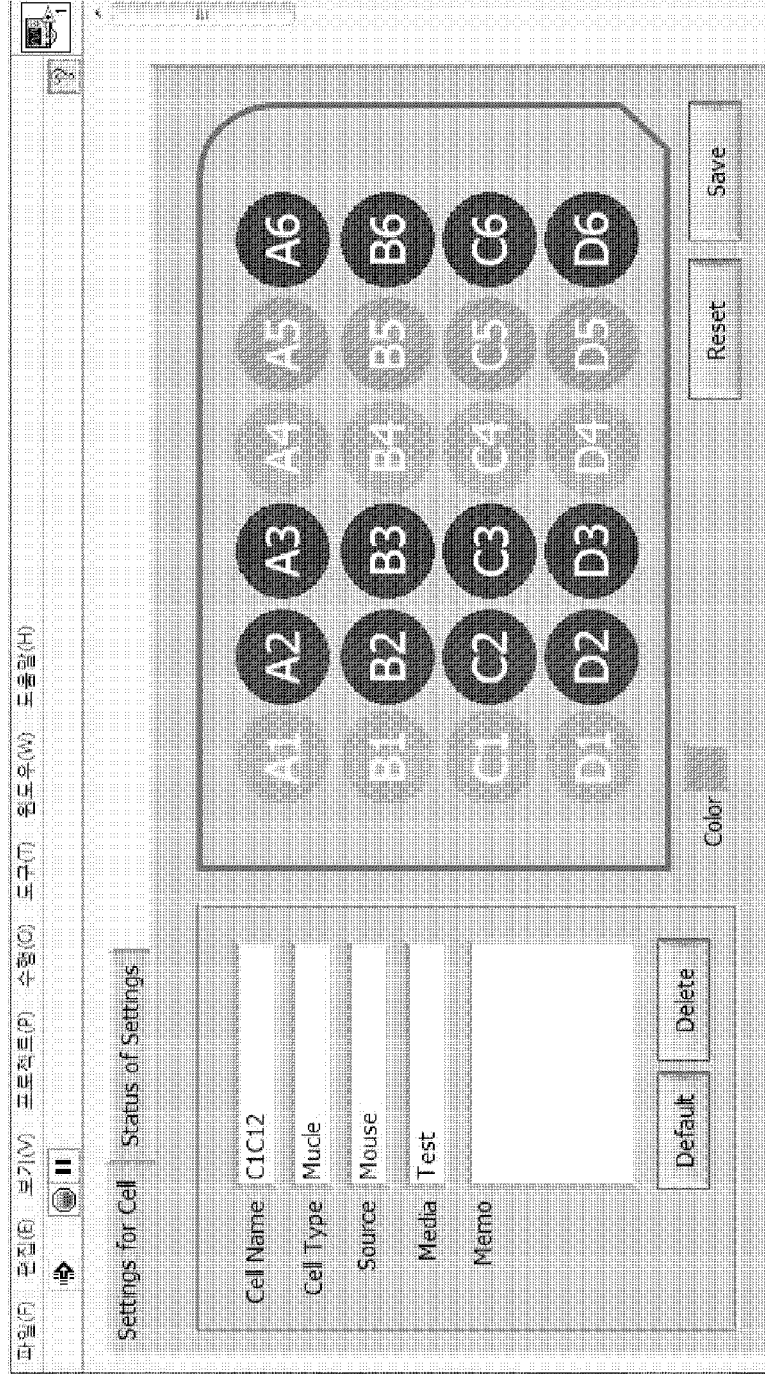 파일(F) 편집(E) 보기(V) 프로젝트(P) 수행(O) 도구(T) 윈도우(W) 도움말(H)
?
1
Settings for Cell Status of Settings
Cell Name C1C12
Cell Type Mucle
Source Mouse
Media Test
Memo
Default Delete
A1 A2 A3 A4 A5 A6
B1 B2 B3 B4 B5 B6
C1 C2 C3 C4 C5 C6
D1 D2 D3 D4 D5 D6
Color Reset Save